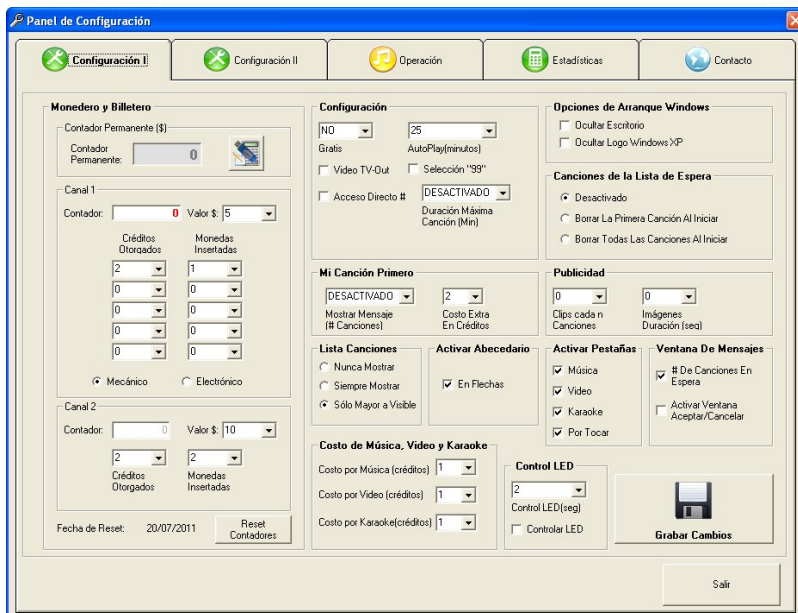 Panel de Configuración
Configuración I
Configuración II
Operación
Estadísticas
Contacto
Monedero y Billetero
Contador Permanente ($)
Contador
Permanente:
0
Canal 1
Contador:
0
Valor $:
5
Créditos
Otorgados
Monedas
Insertadas
2
1
0
0
0
0
0
0
0
0
Mecánico
Electrónico
Canal 2
Contador:
0
Valor $:
10
2
2
Créditos
Otorgados
Monedas
Insertadas
Fecha de Reset:
20/07/2011
Reset
Contadores
Configuración
NO
25
Gratis
AutoPlay(minutos)
Video TV-Out
Selección "99"
Acceso Directo #
DESACTIVADO
Duración Máxima
Canción (Min)
Mi Canción Primero
DESACTIVADO
2
Mostrar Mensaje
(# Canciones)
Costo Extra
En Créditos
Lista Canciones
Nunca Mostrar
Siempre Mostrar
Sólo Mayor a Visible
Activar Abecedario
En Flechas
Costo de Música, Video y Karaoke
Costo por Música (créditos)
1
Costo por Video (créditos)
1
Costo por Karaoke(créditos)
1
Control LED
2
Control LED(seg)
Controlar LED
Opciones de Arranque Windows
Ocultar Escritorio
Ocultar Logo Windows XP
Canciones de la Lista de Espera
Desactivado
Borrar La Primera Canción Al Iniciar
Borrar Todas Las Canciones Al Iniciar
Publicidad
0
0
Clips cada n
Canciones
Imágenes
Duración (seg)
Activar Pestañas
Música
Video
Karaoke
Por Tocar
Ventana De Mensajes
# De Canciones En
Espera
Activar Ventana
Aceptar/Cancelar
Grabar Cambios
Salir